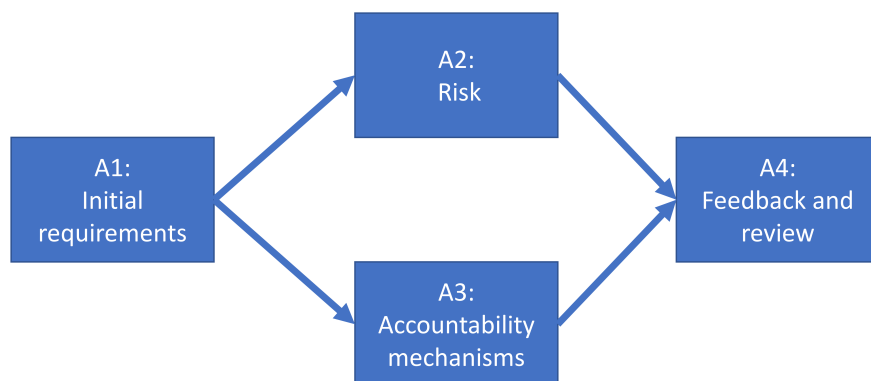 A1:
Initial
requirements
A2:
Risk
A3:
Accountability
mechanisms
A4:
Feedback and
review